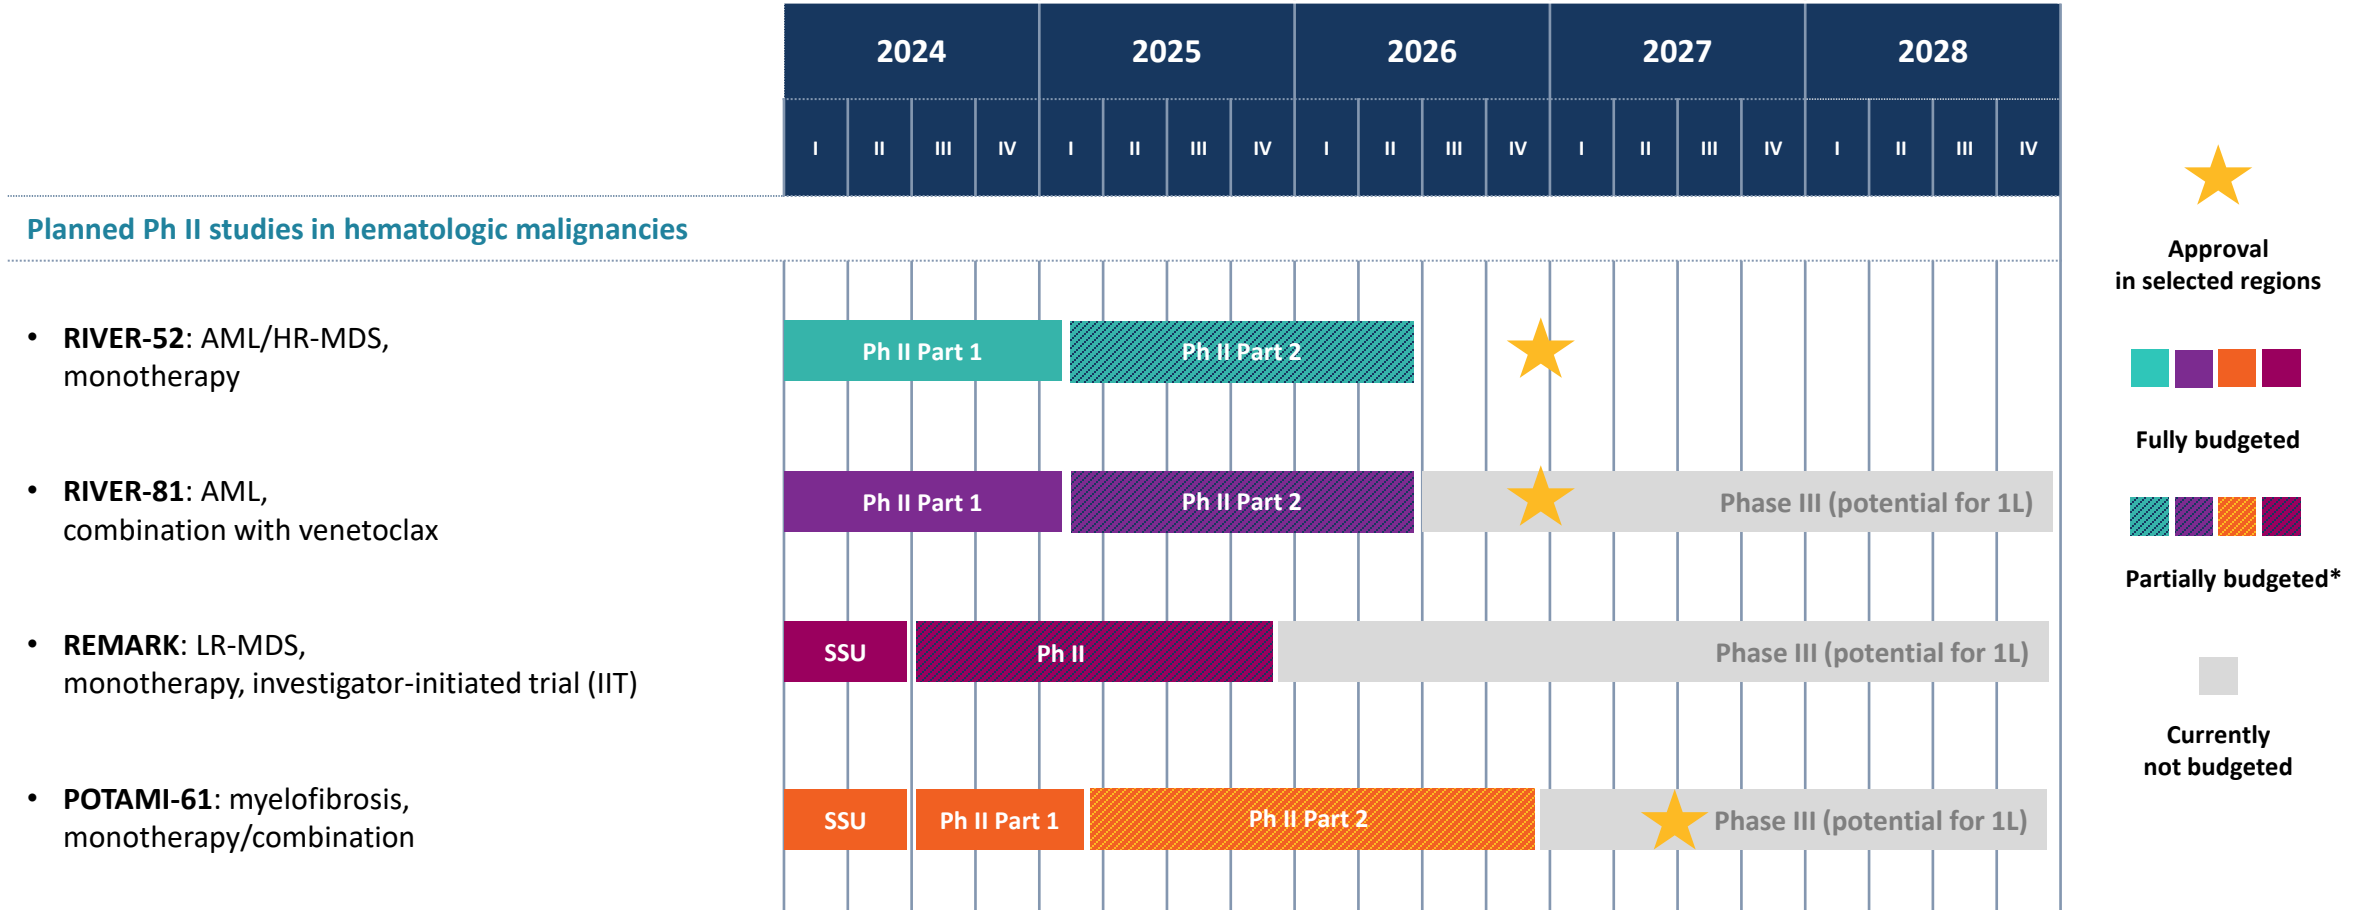 2024 2025 2026 2027 2028
I II III IV I II III IV I II III IV I II III IV I II III IV
Planned Ph II studies in hematologic malignancies
• RIVER-52: AML/HR-MDS,
monotherapy
Ph II Part 1 Ph II Part 2
• RIVER-81: AML,
combination with venetoclax
Ph II Part 1 Ph II Part 2 Phase III (potential for 1L)
• REMARK: LR-MDS,
monotherapy, investigator-initiated trial (IIT)
SSU Ph II Phase III (potential for 1L)
• POTAMI-61: myelofibrosis,
monotherapy/combination
SSU Ph II Part 1 Ph II Part 2 Phase III (potential for 1L)
Approval
in selected regions
Fully budgeted
Partially budgeted*
Currently
not budgeted